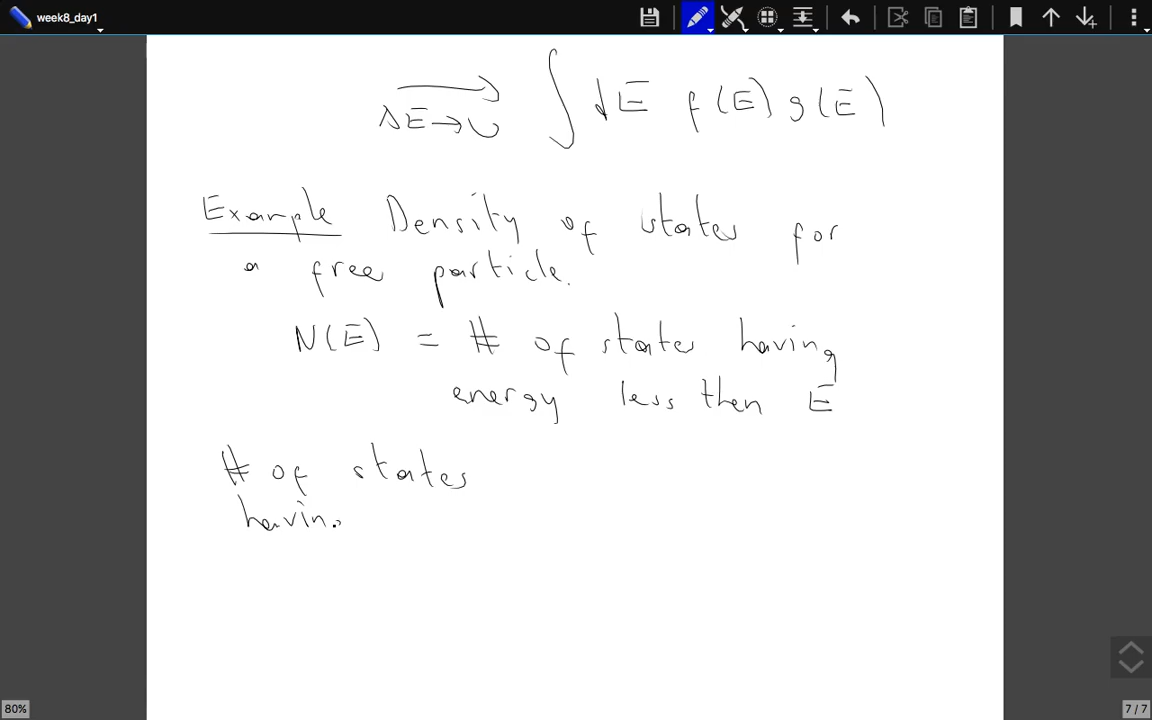 week8_day1
ΔE→0 ∫ dE f(E) g(E)
Example Density of states for
a free particle.
N(E) = # of states having
energy less then E
# of states
havin
80%
7 / 7